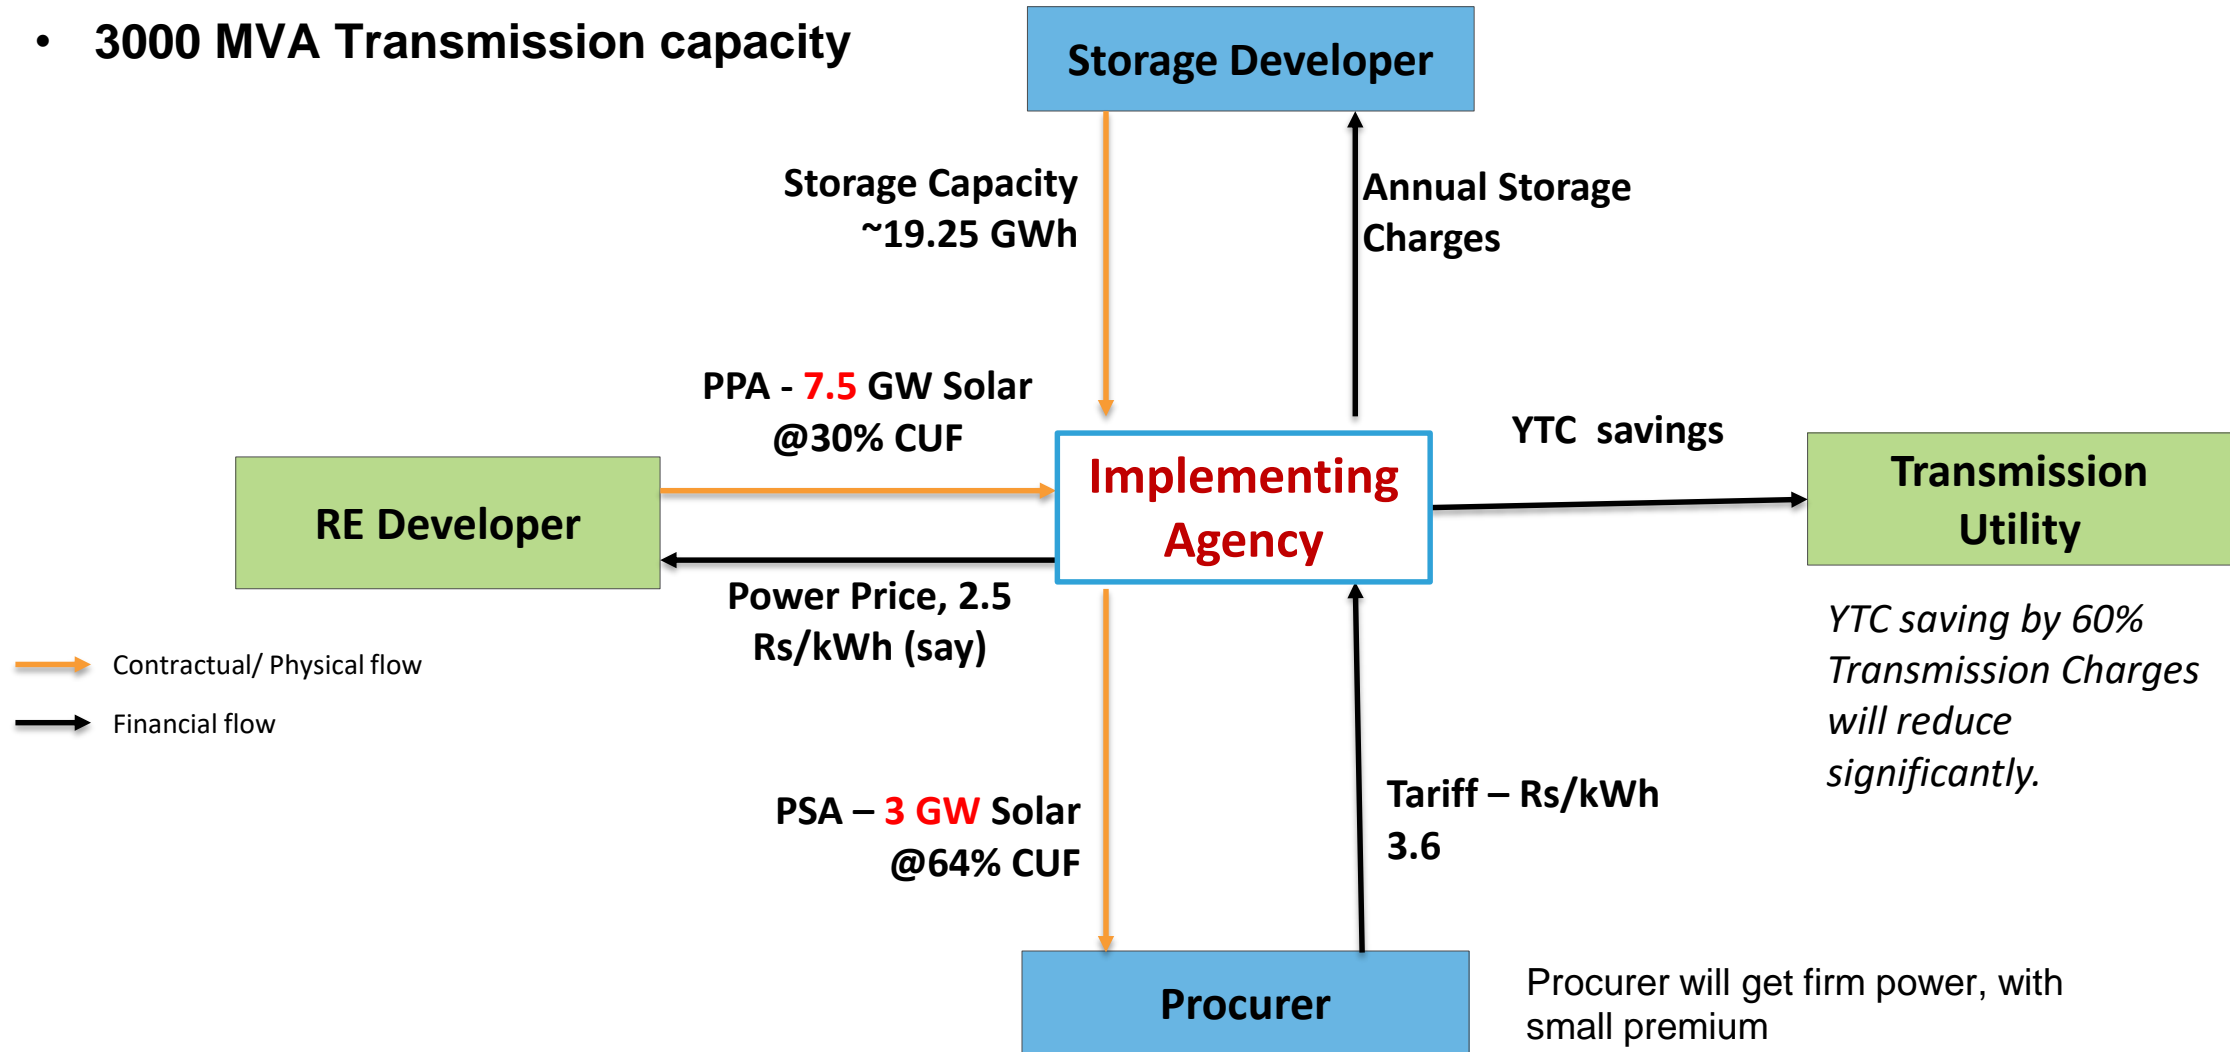 • 3000 MVA Transmission capacity
Storage Developer
Storage Capacity
~19.25 GWh
Annual Storage
Charges
PPA - 7.5 GW Solar
@30% CUF
YTC savings
RE Developer
Implementing
Agency
Transmission
Utility
Power Price, 2.5
Rs/kWh (say)
YTC saving by 60%
Transmission Charges
will reduce
significantly.
Contractual/ Physical flow
Financial flow
PSA – 3 GW Solar
@64% CUF
Tariff – Rs/kWh
3.6
Procurer
Procurer will get firm power, with
small premium